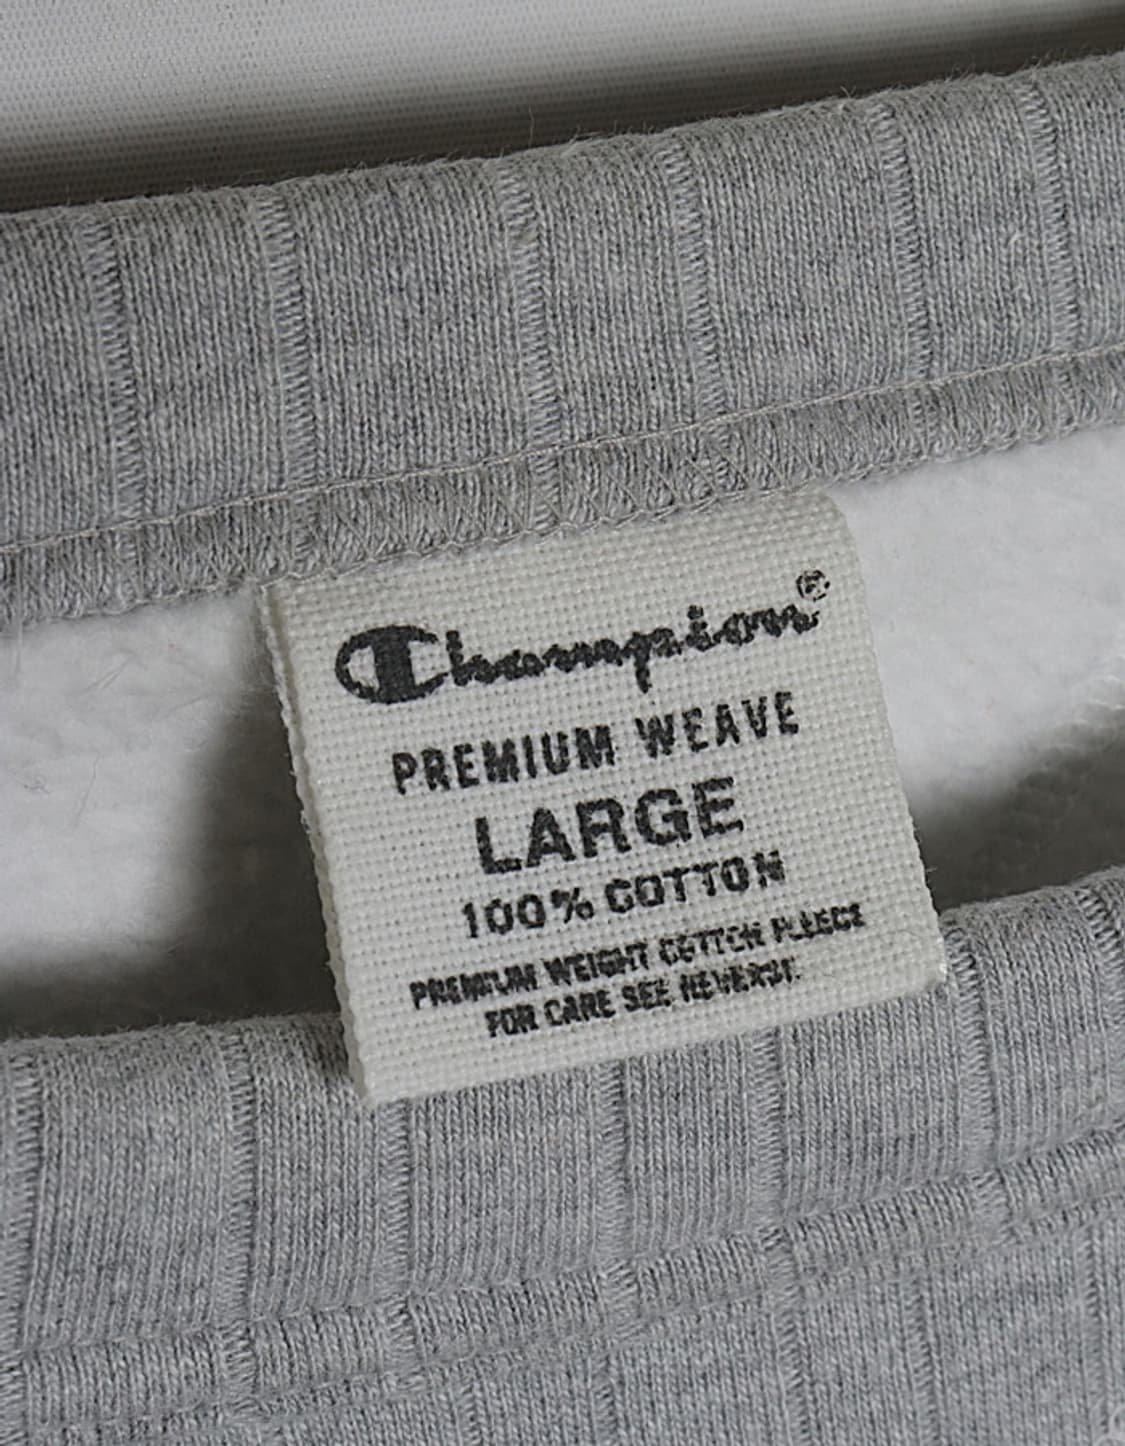 Champion®
PREMIUM WEAVE
LARGE
100% COTTON
PREMIUM WEIGHT COTTON FLEECE
FOR CARE SEE REVERSE.